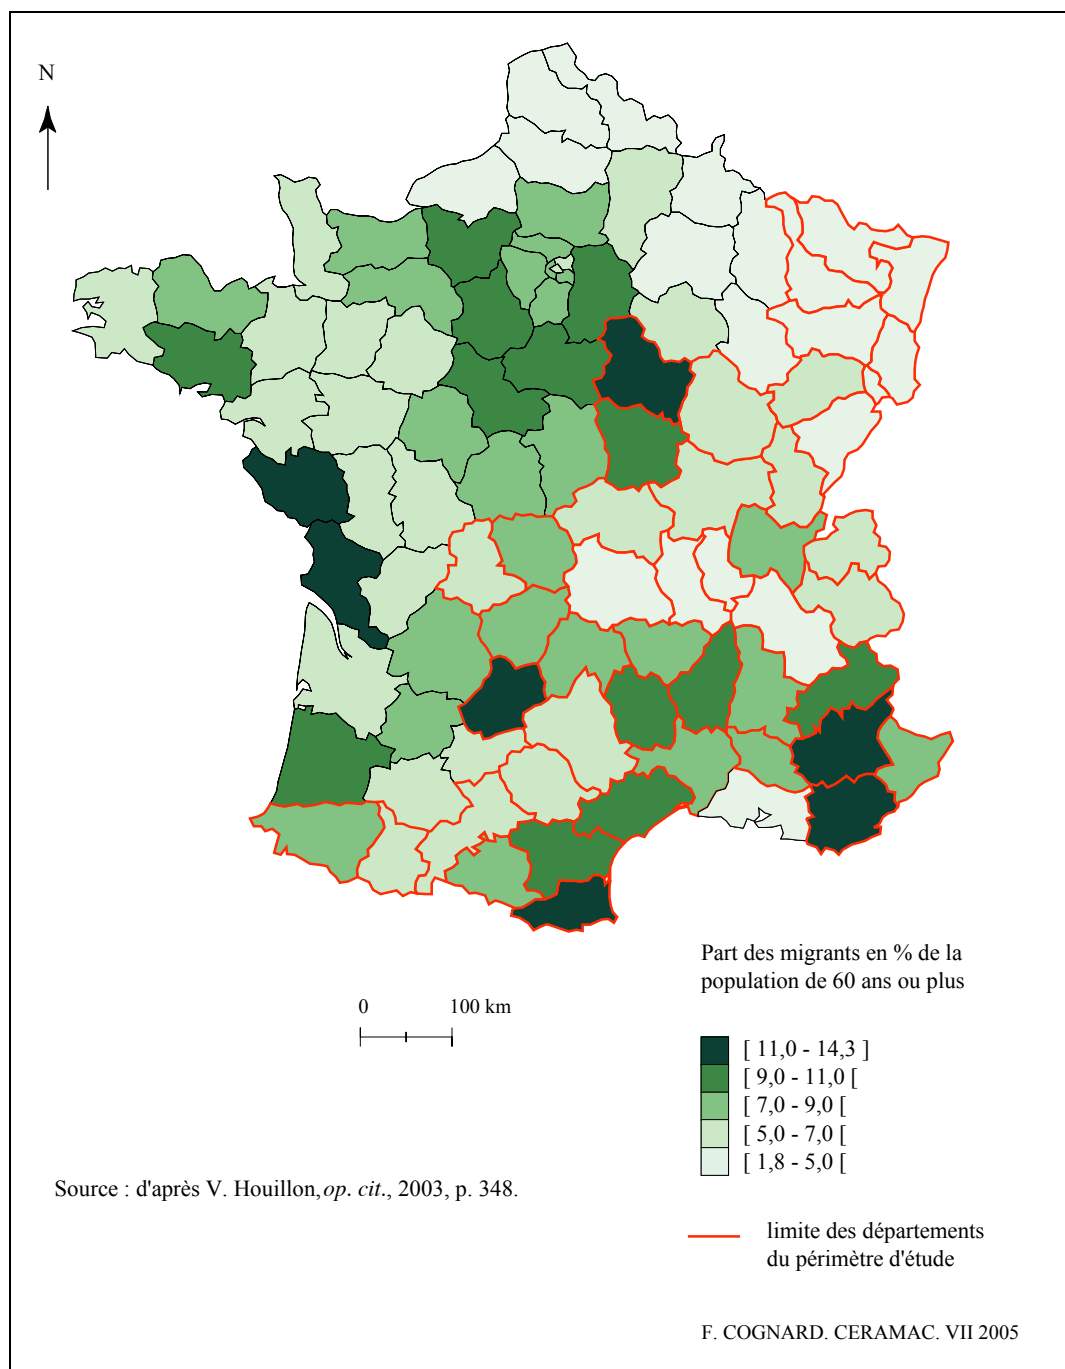 N
0 100 km
Part des migrants en % de la
population de 60 ans ou plus
[ 11,0 - 14,3 ]
[ 9,0 - 11,0 [
[ 7,0 - 9,0 [
[ 5,0 - 7,0 [
[ 1,8 - 5,0 [
Source : d'après V. Houillon, op. cit., 2003, p. 348.
limite des départements
du périmètre d'étude
F. COGNARD. CERAMAC. VII 2005